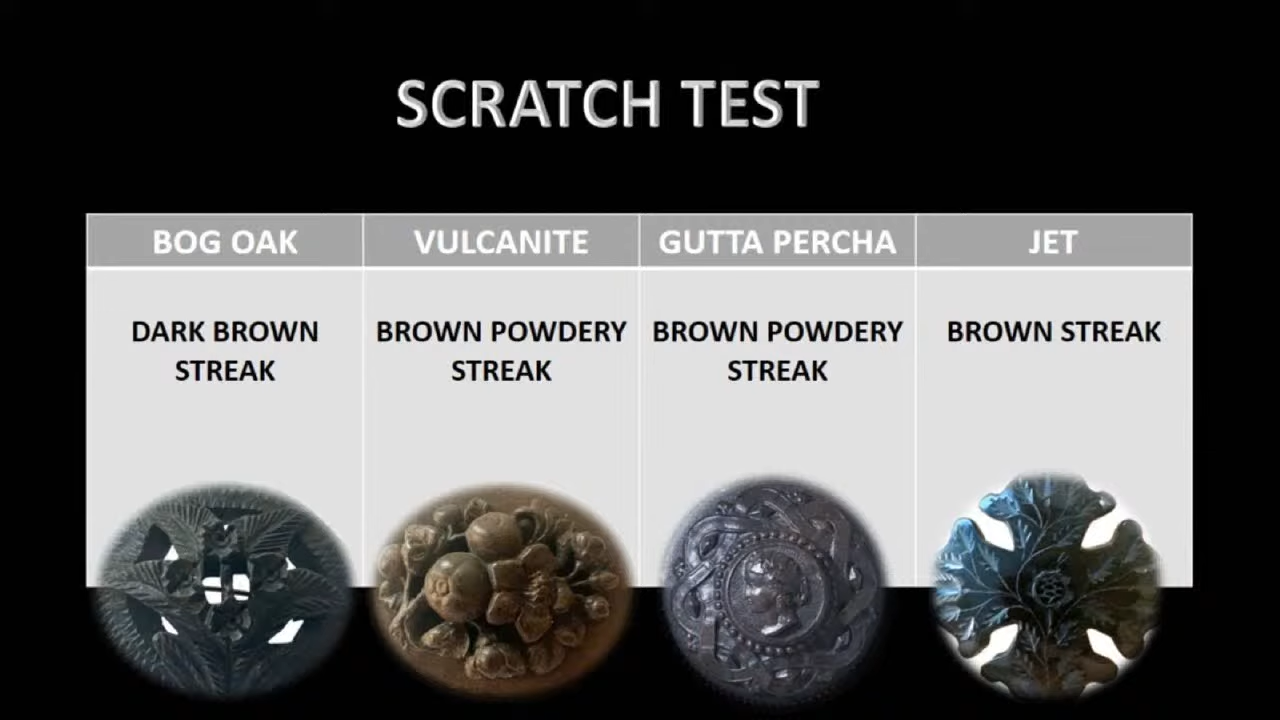 SCRATCH TEST
BOG OAK
VULCANITE
GUTTA PERCHA
JET
DARK BROWN
STREAK
BROWN POWDERY
STREAK
BROWN POWDERY
STREAK
BROWN STREAK